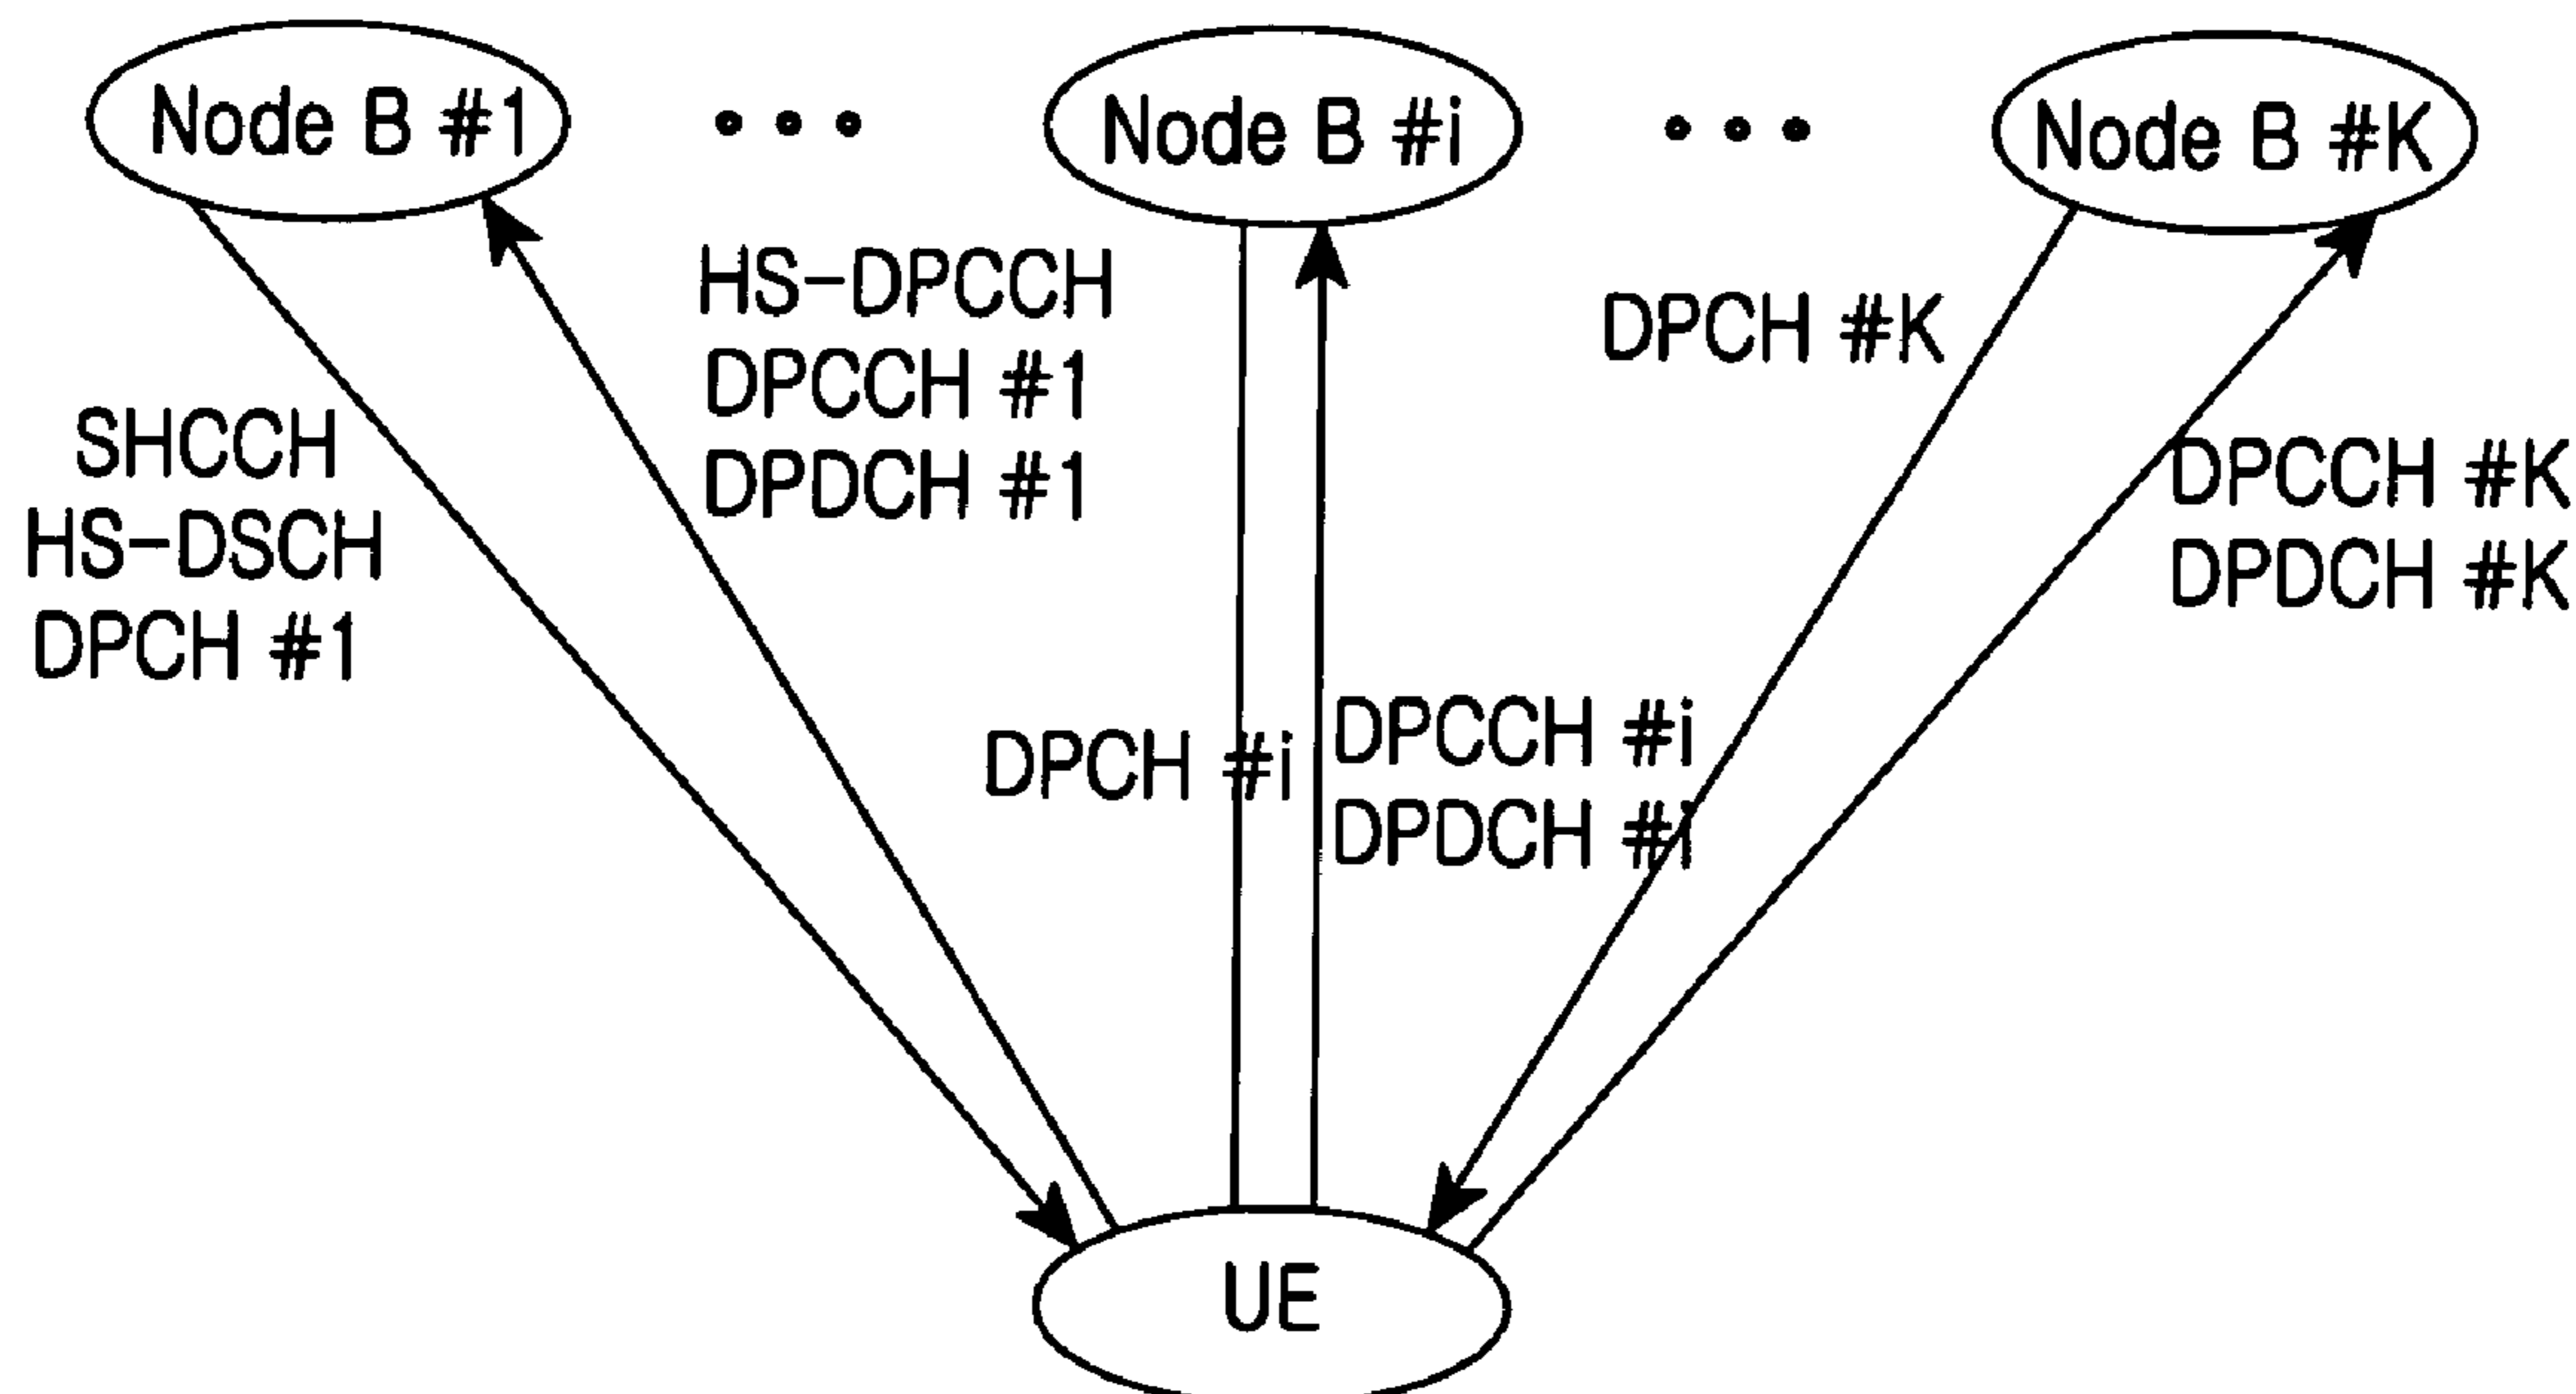 Node B #1
Node B #i
Node B #K
HS-DPCCH
DPCCH #1
DPDCH #1
DPCH #K
SHCCH
HS-DSCH
DPCH #1
DPCCH #K
DPDCH #K
DPCH #i
DPCCH #i
DPDCH #i
UE